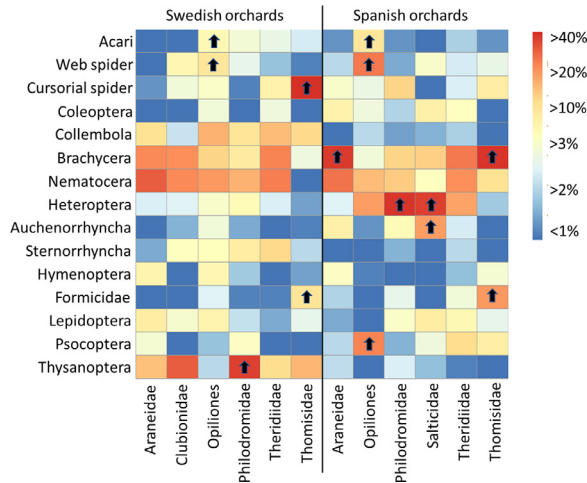 Swedish orchards Spanish orchards
Acari
Web spider
Cursorial spider
Coleoptera
Collembola
Brachycera
Nematocera
Heteroptera
Auchenorrhyncha
Sternorrhyncha
Hymenoptera
Formicidae
Lepidoptera
Psocoptera
Thysanoptera
>40%
>20%
>10%
>3%
>2%
<1%
Araneidae
Clubionidae
Opiliones
Philodromidae
Theridiidae
Thomisidae
Araneidae
Opiliones
Philodromidae
Salticidae
Theridiidae
Thomisidae